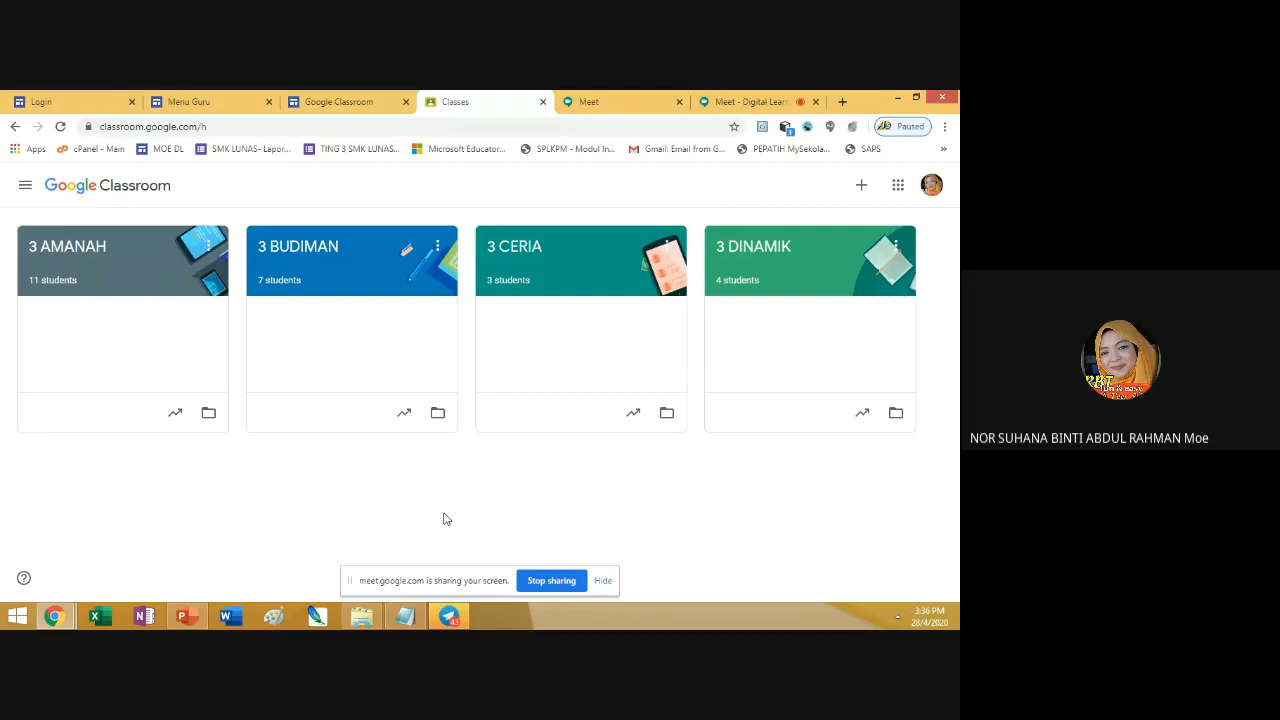 Login
Menu Guru
Google Classroom
Classes
Meet
Meet - Digital Learn
classroom.google.com/h
Paused
Apps
cPanel - Main
MOE DL
SMK LUNAS- Lapor...
TING 3 SMK LUNAS...
Microsoft Educator...
SPLKPM - Modul In...
Gmail: Email from G...
PEPATIH MySekola...
SAPS
»
Google Classroom
3 AMANAH
11 students
3 BUDIMAN
7 students
3 CERIA
3 students
3 DINAMIK
4 students
NOR SUHANA BINTI ABDUL RAHMAN Moe
meet.google.com is sharing your screen.
Stop sharing
Hide
43
3:36 PM
28/4/2020